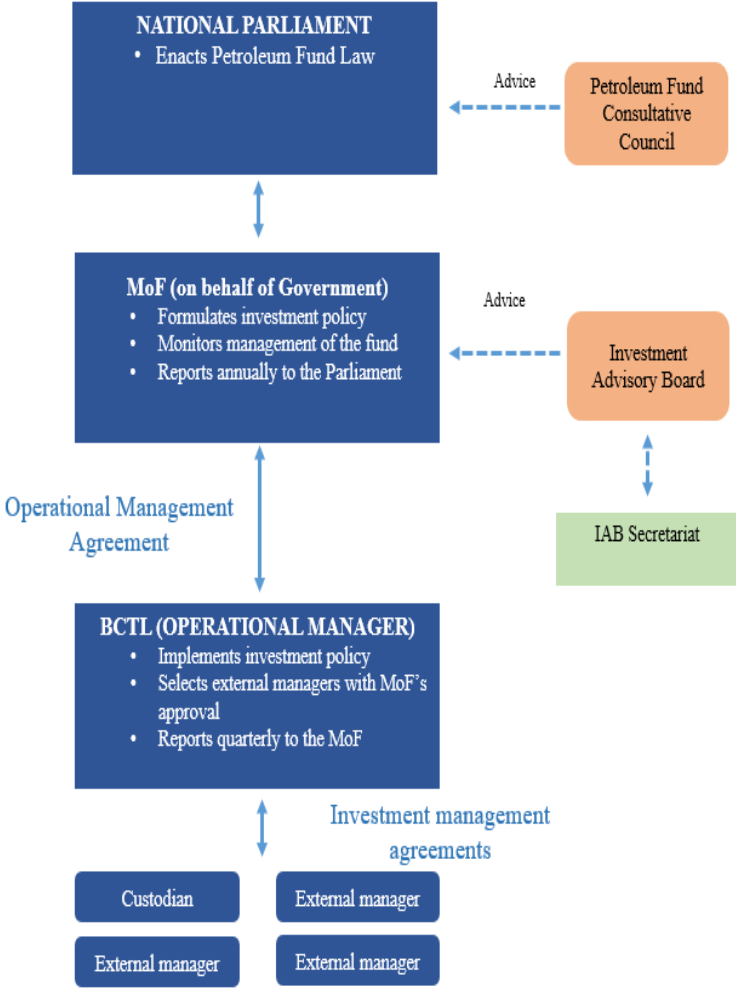 NATIONAL PARLIAMENT
• Enacts Petroleum Fund Law
Advice
Petroleum Fund
Consultative
Council
MoF (on behalf of Government)
• Formulates investment policy
• Monitors management of the fund
• Reports annually to the Parliament
Advice
Investment
Advisory Board
Operational Management
Agreement
IAB Secretariat
BCTL (OPERATIONAL MANAGER)
• Implements investment policy
• Selects external managers with MoF’s
approval
• Reports quarterly to the MoF
Investment management
agreements
Custodian
External manager
External manager
External manager